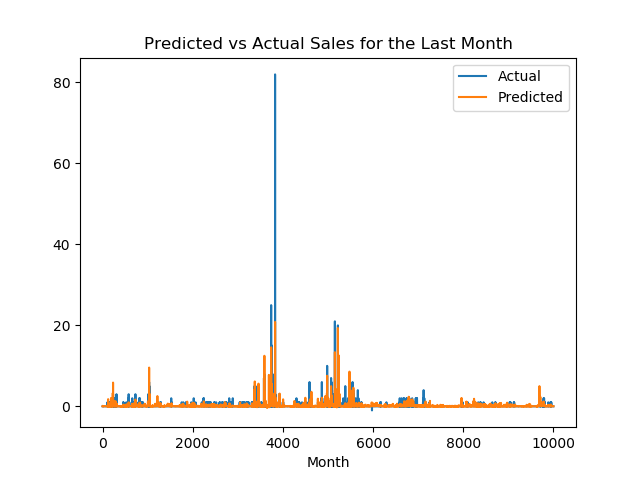 Predicted vs Actual Sales for the Last Month
Actual
Predicted
80
60
40
20
0
0 2000 4000 6000 8000 10000
Month